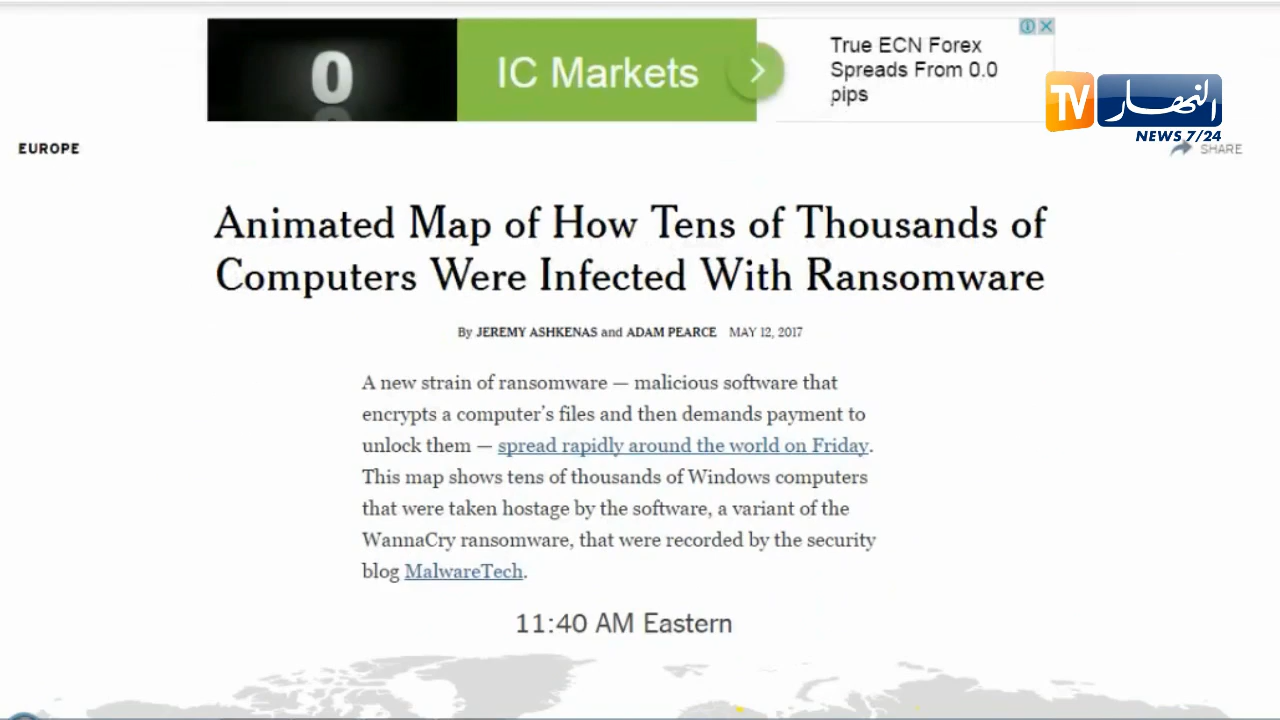 0
IC Markets
True ECN Forex
Spreads From 0.0
pips
TV النهار
NEWS 7/24
EUROPE
SHARE
Animated Map of How Tens of Thousands of
Computers Were Infected With Ransomware
By JEREMY ASHKENAS and ADAM PEARCE MAY 12, 2017
A new strain of ransomware — malicious software that
encrypts a computer's files and then demands payment to
unlock them — spread rapidly around the world on Friday.
This map shows tens of thousands of Windows computers
that were taken hostage by the software, a variant of the
WannaCry ransomware, that were recorded by the security
blog MalwareTech.
11:40 AM Eastern